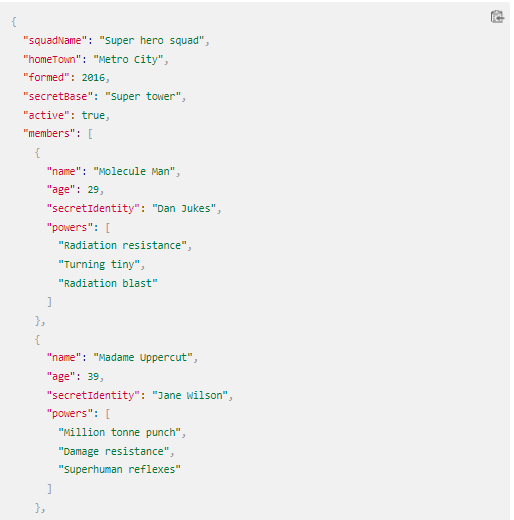 {
  "squadName": "Super hero squad",
  "homeTown": "Metro City",
  "formed": 2016,
  "secretBase": "Super tower",
  "active": true,
  "members": [
    {
      "name": "Molecule Man",
      "age": 29,
      "secretIdentity": "Dan Jukes",
      "powers": [
        "Radiation resistance",
        "Turning tiny",
        "Radiation blast"
      ]
    },
    {
      "name": "Madame Uppercut",
      "age": 39,
      "secretIdentity": "Jane Wilson",
      "powers": [
        "Million tonne punch",
        "Damage resistance",
        "Superhuman reflexes"
      ]
    },